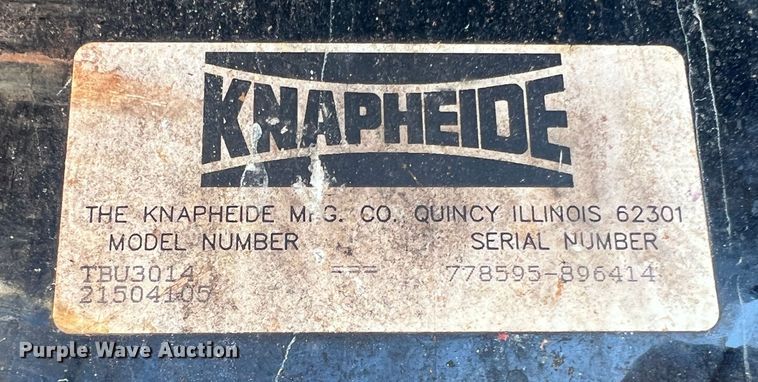 KNAPHEIDE
THE KNAPHEIDE MFG. CO. QUINCY ILLINOIS 62301
MODEL NUMBER SERIAL NUMBER
TBU3014 === 778595-896414
21504105
Purple Wave Auction